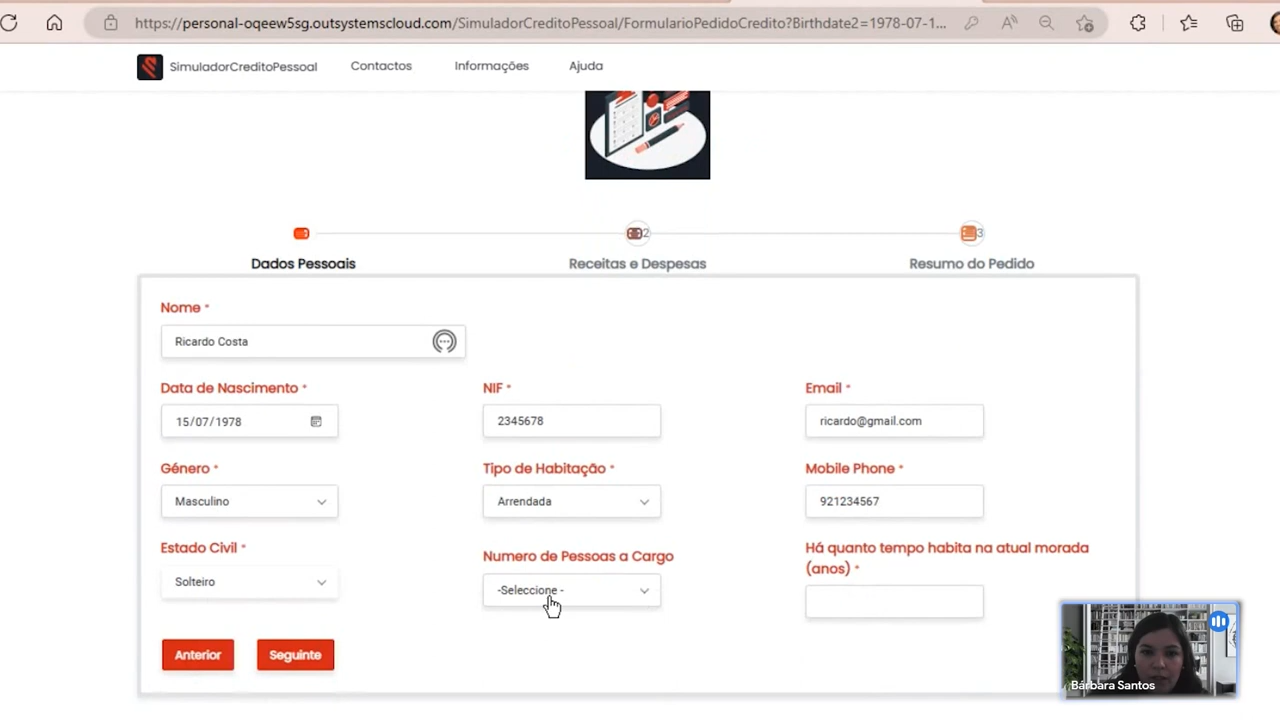 https://personal-oqeew5sg.outsystemscloud.com/SimuladorCreditoPessoal/FormularioPedidoCredito?Birthdate2=1978-07-1...
SimuladorCreditoPessoal Contactos Informações Ajuda
2 3
Dados Pessoais Receitas e Despesas Resumo do Pedido
Nome *
Ricardo Costa
Data de Nascimento * NIF * Email *
15/07/1978 2345678 ricardo@gmail.com
Género * Tipo de Habitação * Mobile Phone *
Masculino Arrendada 921234567
Estado Civil * Numero de Pessoas a Cargo Há quanto tempo habita na atual morada
(anos) *
Solteiro -Seleccione -
Anterior Seguinte
Bárbara Santos